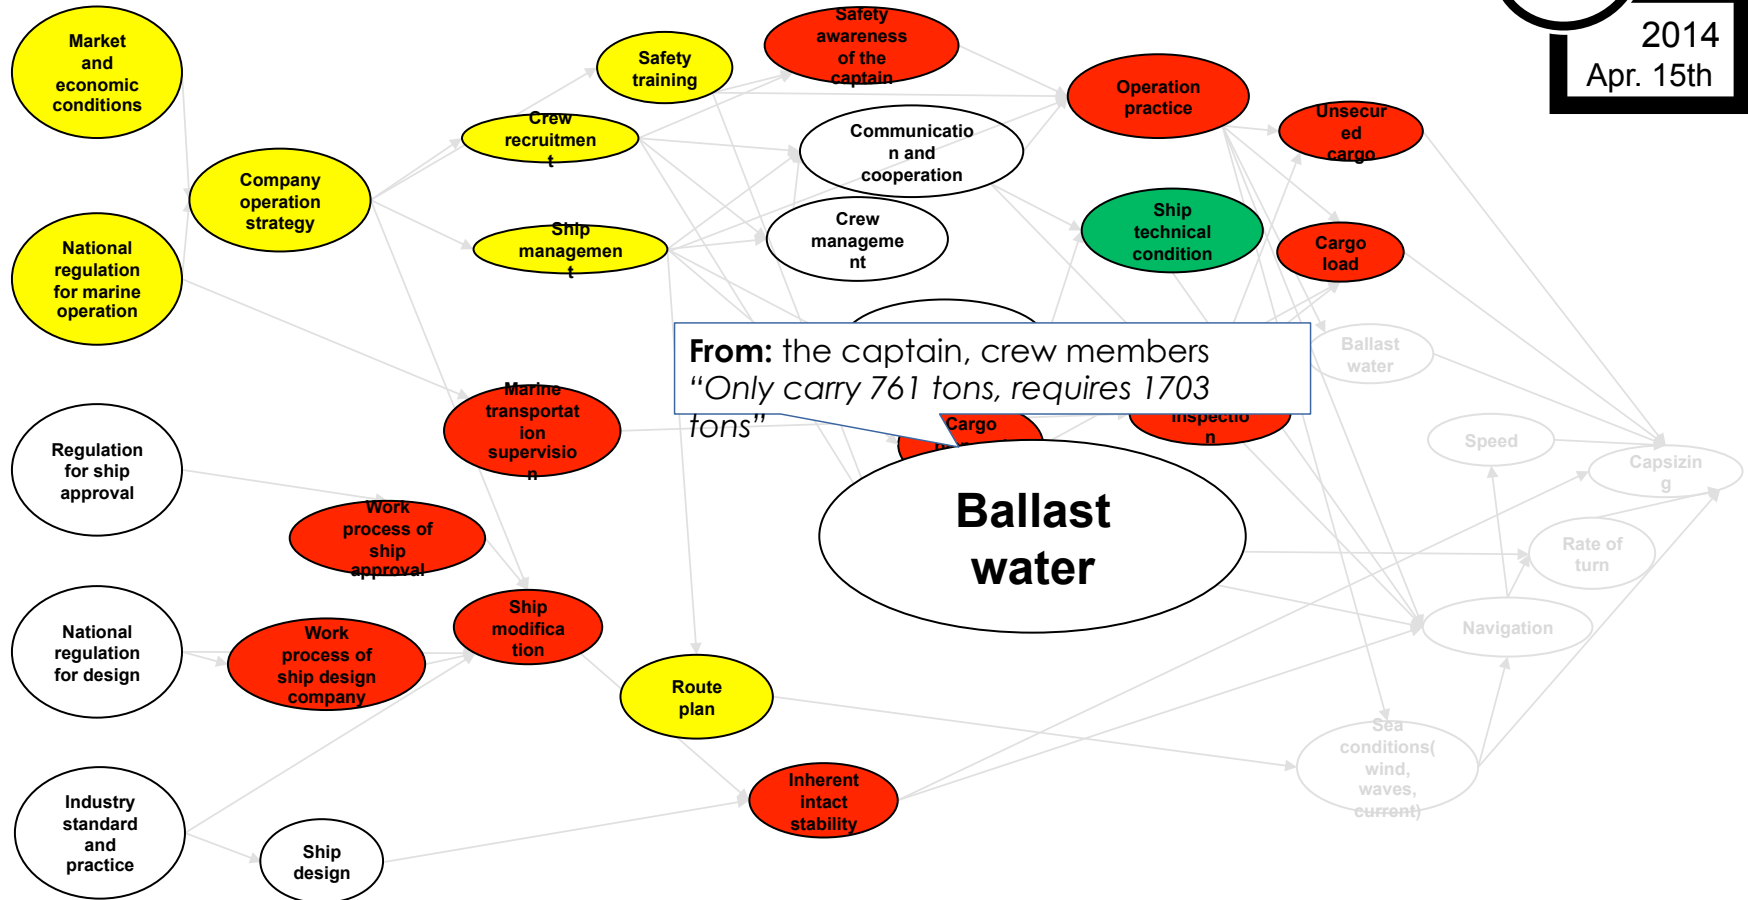 2014
Apr. 15th
Market
and
economic
conditions
National
regulation
for marine
operation
Regulation
for ship
approval
National
regulation
for design
Industry
standard
and
practice
Company
operation
strategy
Work
process of
ship
approval
Work
process of
ship design
company
Ship
design
Safety
training
Crew
recruitmen
t
Ship
managemen
t
Marine
transportat
ion
supervisio
n
Ship
modifica
tion
Route
plan
Safety
awareness
of the
captain
Communicatio
n and
cooperation
Crew
manageme
nt
From: the captain, crew members
“Only carry 761 tons, requires 1703
tons”
Cargo
Ballast
water
Inherent
intact
stability
Operation
practice
Ship
technical
condition
inspectio
n
Unsecur
ed
cargo
Cargo
load
Ballast
water
Speed
Capsizin
g
Rate of
turn
Navigation
Sea
conditions(
wind,
waves,
current)